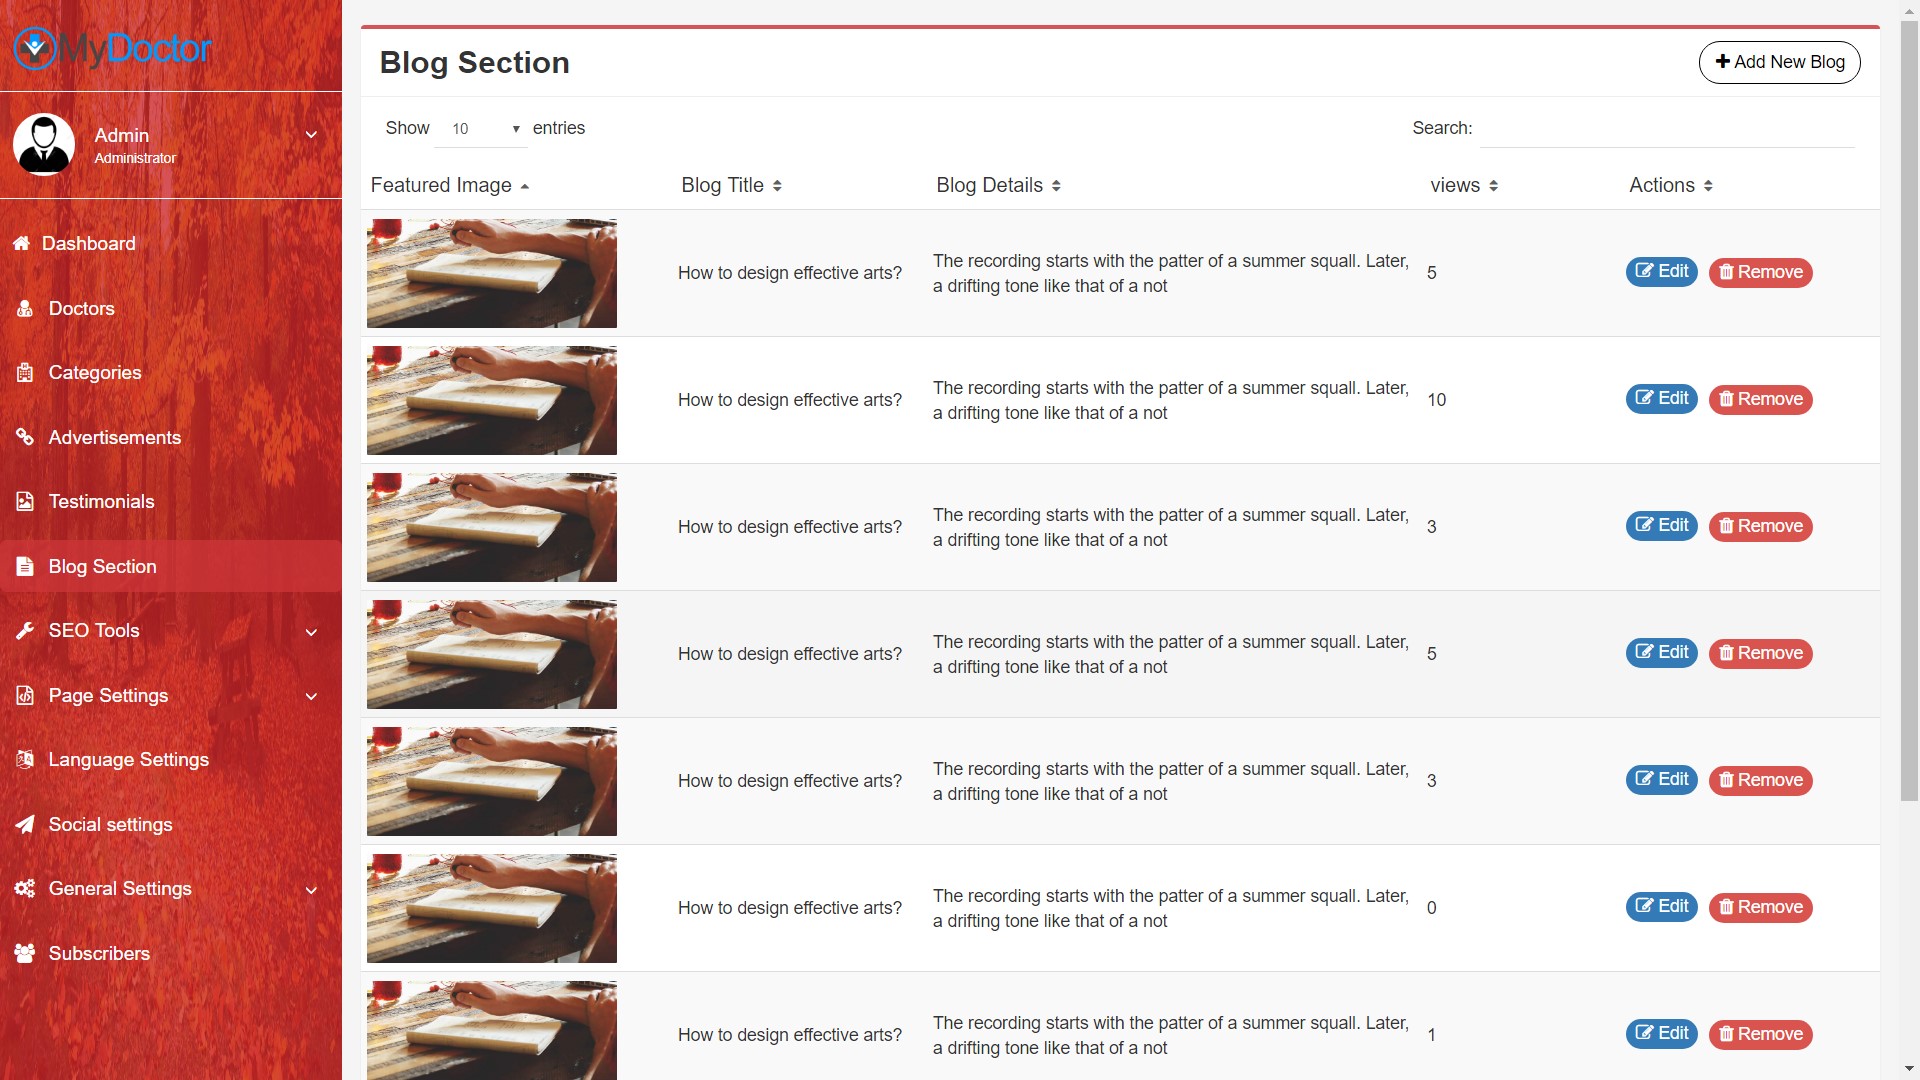 MyDoctor
Admin
Administrator
Dashboard
Doctors
Categories
Advertisements
Testimonials
Blog Section
SEO Tools
Page Settings
Language Settings
Social settings
General Settings
Subscribers
Blog Section
Add New Blog
Show 10 entries
Search:
Featured Image Blog Title Blog Details views Actions
How to design effective arts? The recording starts with the patter of a summer squall. Later, 5 Edit Remove
a drifting tone like that of a not
How to design effective arts? The recording starts with the patter of a summer squall. Later, 10 Edit Remove
a drifting tone like that of a not
How to design effective arts? The recording starts with the patter of a summer squall. Later, 3 Edit Remove
a drifting tone like that of a not
How to design effective arts? The recording starts with the patter of a summer squall. Later, 5 Edit Remove
a drifting tone like that of a not
How to design effective arts? The recording starts with the patter of a summer squall. Later, 3 Edit Remove
a drifting tone like that of a not
How to design effective arts? The recording starts with the patter of a summer squall. Later, 0 Edit Remove
a drifting tone like that of a not
How to design effective arts? The recording starts with the patter of a summer squall. Later, 1 Edit Remove
a drifting tone like that of a not